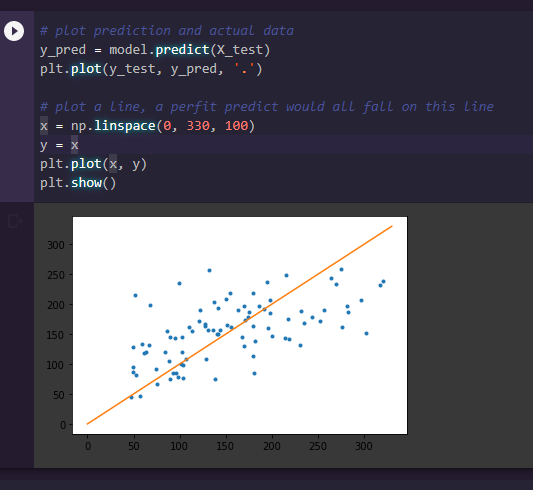 # plot prediction and actual data
y_pred = model.predict(X_test)
plt.plot(y_test, y_pred, '.')
# plot a line, a perfit predict would all fall on this line
x = np.linspace(0, 330, 100)
y = x
plt.plot(x, y)
plt.show()
300
250
200
150
100
50
0
0 50 100 150 200 250 300